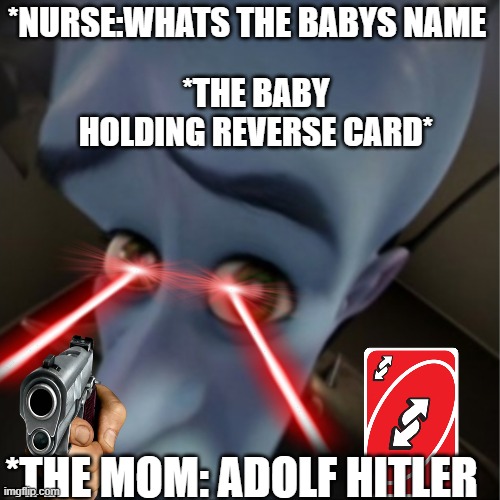 *NURSE:WHATS THE BABYS NAME
*THE BABY
HOLDING REVERSE CARD*
*THE MOM: ADOLF HITLER
imgflip.com